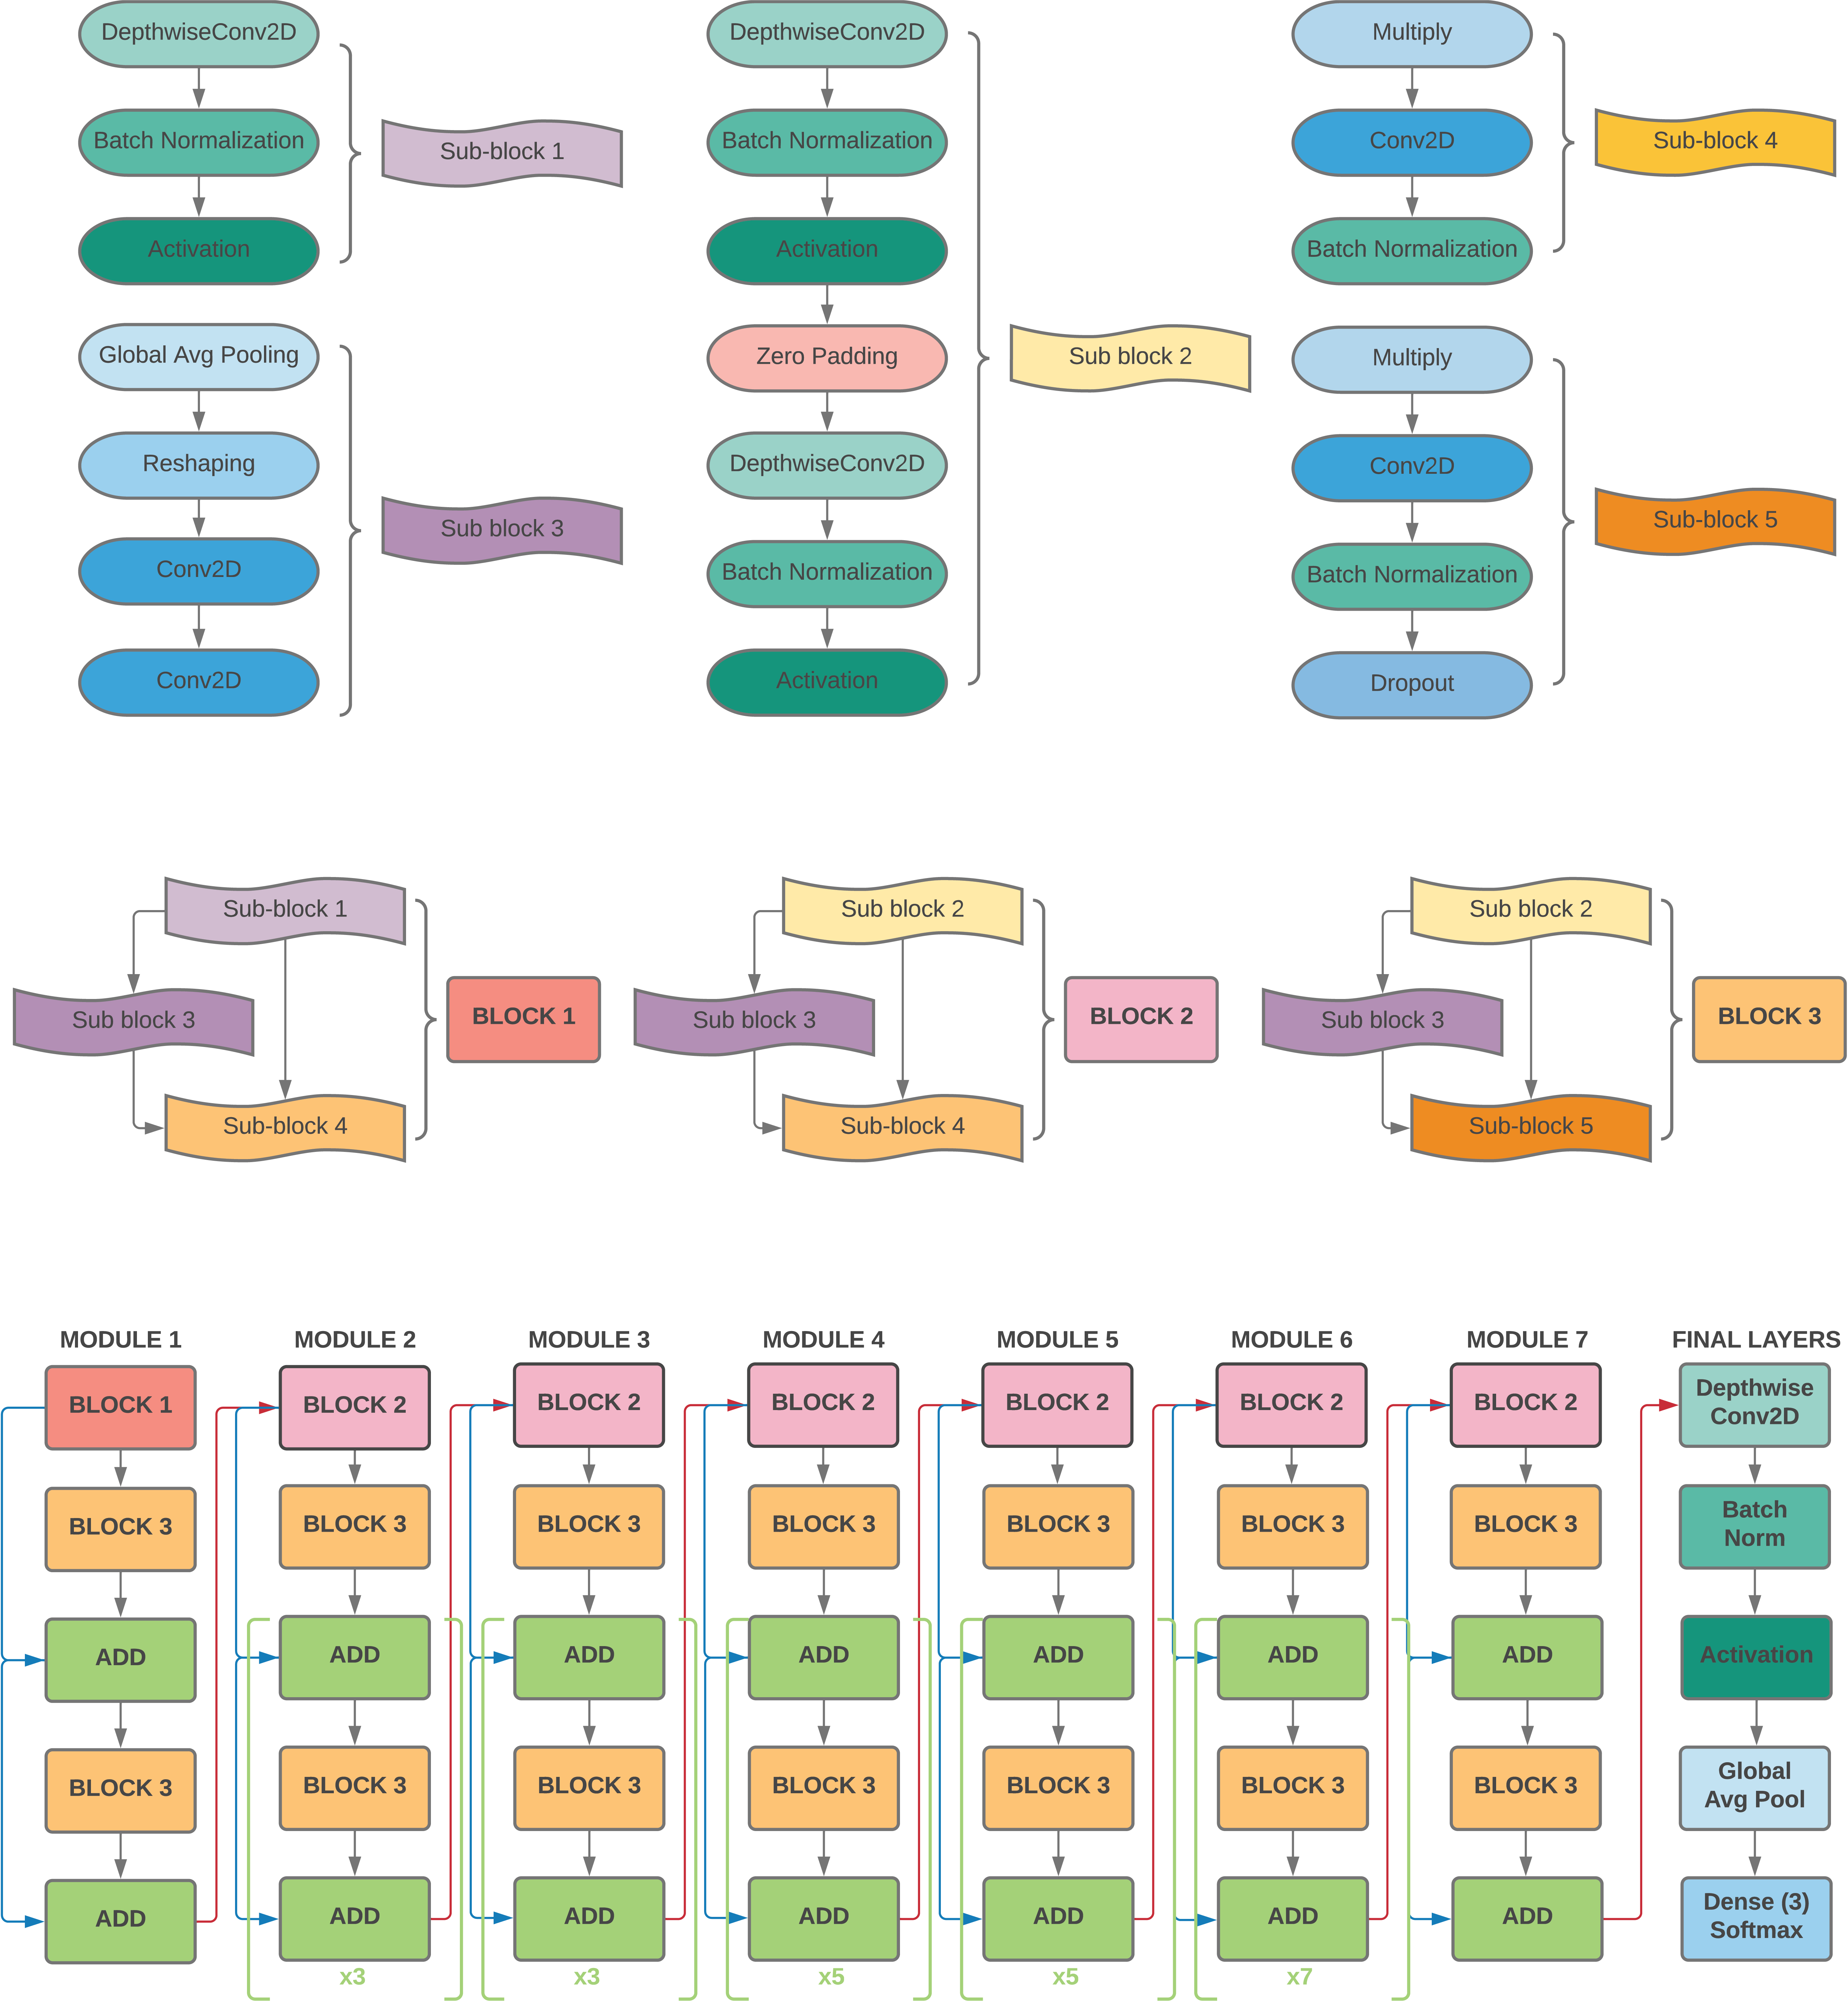 DepthwiseConv2D
Batch Normalization
Activation
Sub-block 1
Global Avg Pooling
Reshaping
Conv2D
Conv2D
Sub block 3
DepthwiseConv2D
Batch Normalization
Activation
Zero Padding
DepthwiseConv2D
Batch Normalization
Activation
Sub block 2
Multiply
Conv2D
Batch Normalization
Sub-block 4
Multiply
Conv2D
Batch Normalization
Dropout
Sub-block 5
Sub-block 1
Sub block 3
Sub-block 4
BLOCK 1
Sub block 2
Sub block 3
Sub-block 4
BLOCK 2
Sub block 2
Sub block 3
Sub-block 5
BLOCK 3
MODULE 1
BLOCK 1
BLOCK 3
ADD
BLOCK 3
ADD
MODULE 2
BLOCK 2
BLOCK 3
ADD
BLOCK 3
ADD
x3
MODULE 3
BLOCK 2
BLOCK 3
ADD
BLOCK 3
ADD
x3
MODULE 4
BLOCK 2
BLOCK 3
ADD
BLOCK 3
ADD
x5
MODULE 5
BLOCK 2
BLOCK 3
ADD
BLOCK 3
ADD
x5
MODULE 6
BLOCK 2
BLOCK 3
ADD
BLOCK 3
ADD
x7
MODULE 7
BLOCK 2
BLOCK 3
ADD
BLOCK 3
ADD
FINAL LAYERS
Depthwise
Conv2D
Batch
Norm
Activation
Global
Avg Pool
Dense (3)
Softmax